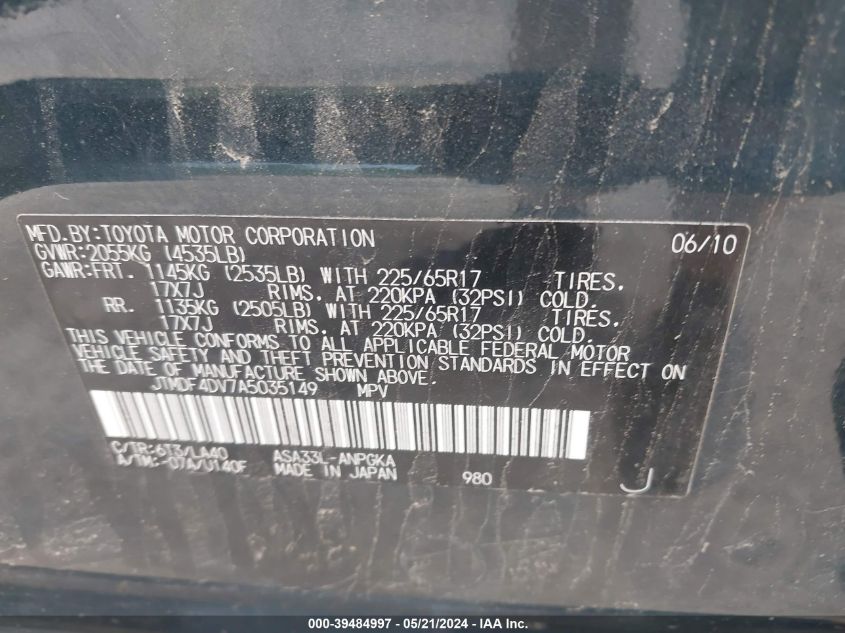 MFD.BY:TOYOTA MOTOR CORPORATION 06/10
GVWR:2055KG (4535LB)
GAWR:FRT. 1145KG (2535LB) WITH 225/65R17 TIRES.
17X7J RIMS. AT 220KPA (32PSI) COLD.
RR. 1135KG (2505LB) WITH 225/65R17 TIRES.
17X7J RIMS. AT 220KPA (32PSI) COLD.
THIS VEHICLE CONFORMS TO ALL APPLICABLE FEDERAL MOTOR
VEHICLE SAFETY AND THEFT PREVENTION STANDARDS IN EFFECT ON
THE DATE OF MANUFACTURE SHOWN ABOVE.
JTMDF4DV7A5035149 MPV
C/TR:6T3/LA40 ASA33L-ANPGKA
A/TM:-07A/U140F MADE IN JAPAN 980 J
000-39484997 - 05/21/2024 - IAAI.com